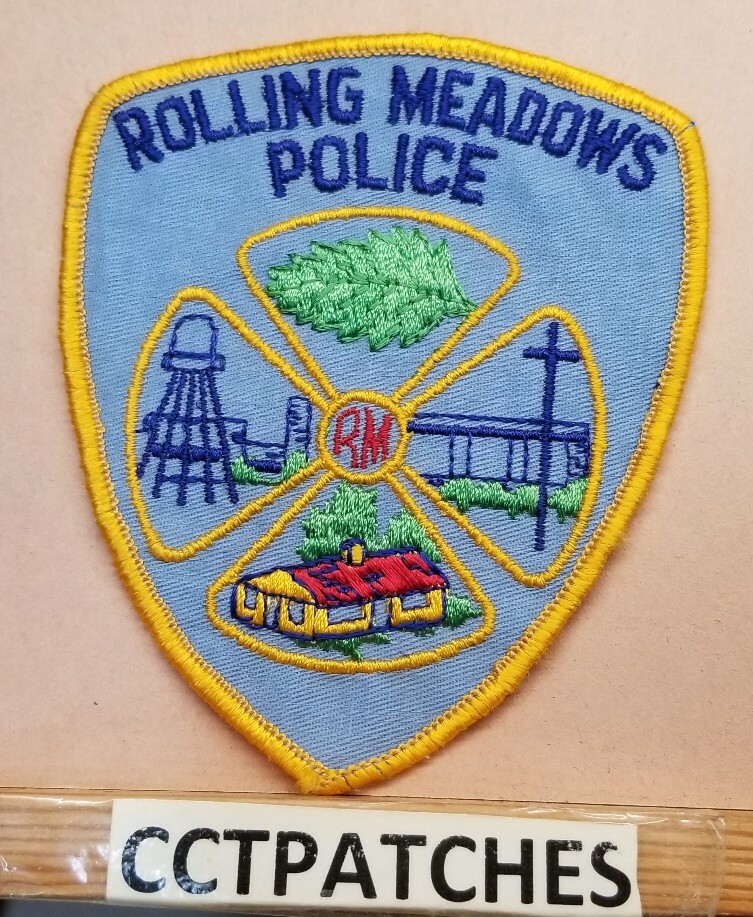 ROLLING MEADOWS
POLICE
RM
CCTPATCHES